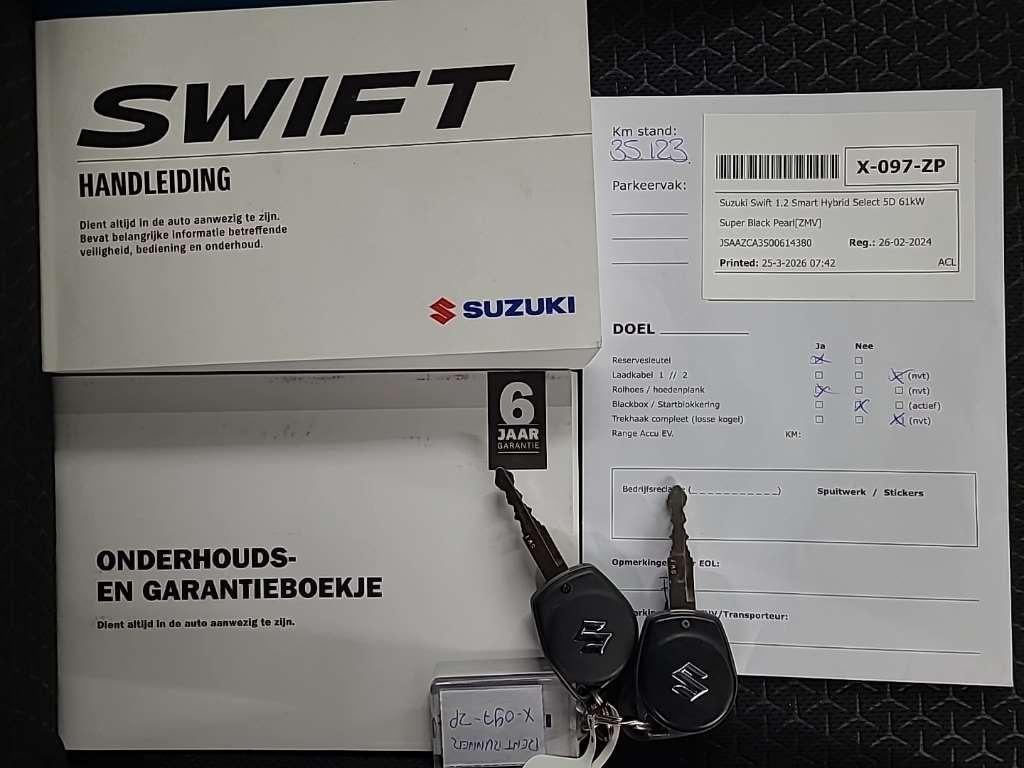 SWIFT
HANDLEIDING
Dient altijd in de auto aanwezig te zijn.
Bevat belangrijke informatie betreffende
veiligheid, bediening en onderhoud.
SUZUKI
6
JAAR
GARANTIE
ONDERHOUDS-
EN GARANTIEBOEKJE
Dient altijd in de auto aanwezig te zijn.
Km stand:
35.123
Parkeervak:
X-097-ZP
Suzuki Swift 1.2 Smart Hybrid Select 5D 61kW
Super Black Pearl[ZMV]
JSAAZCA3S00614380 Reg.: 26-02-2024
Printed: 25-3-2026 07:42 ACL
DOEL
Ja Nee
Reservesleutel
Laadkabel 1 // 2 (nvt)
Rolhoes / hoedenplank (nvt)
Blackbox / Startblokkering (actief)
Trekhaak compleet (losse kogel) (nvt)
Range Accu EV. KM:
(____________) Spuitwerk / Stickers
EOL:
/Transporteur:
RENTRUNNER
X-097-ZP